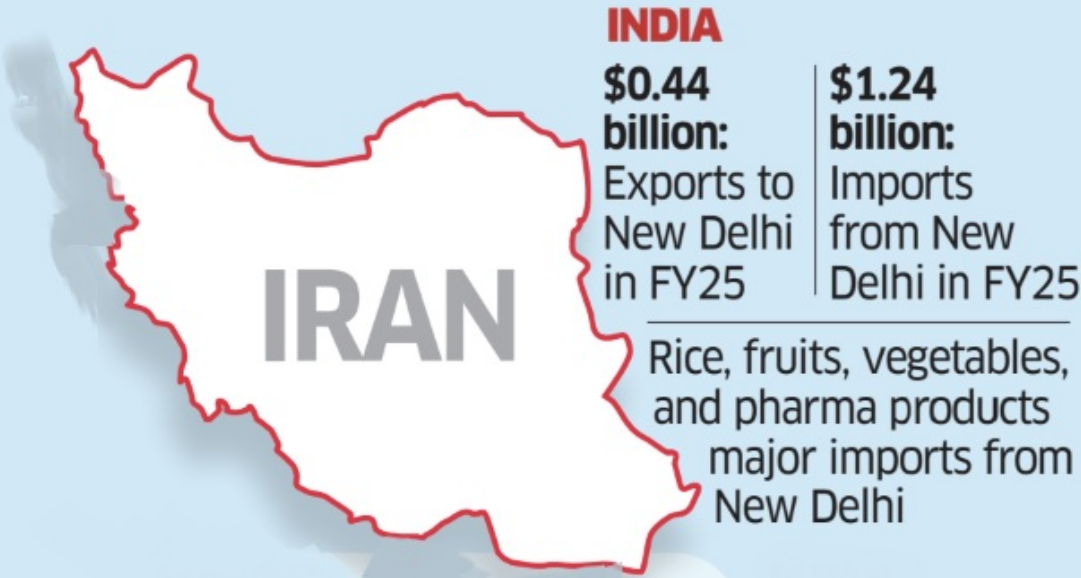 INDIA
$0.44
billion:
Exports to
New Delhi
in FY25
$1.24
billion:
Imports
from New
Delhi in FY25
IRAN
Rice, fruits, vegetables,
and pharma products
major imports from
New Delhi